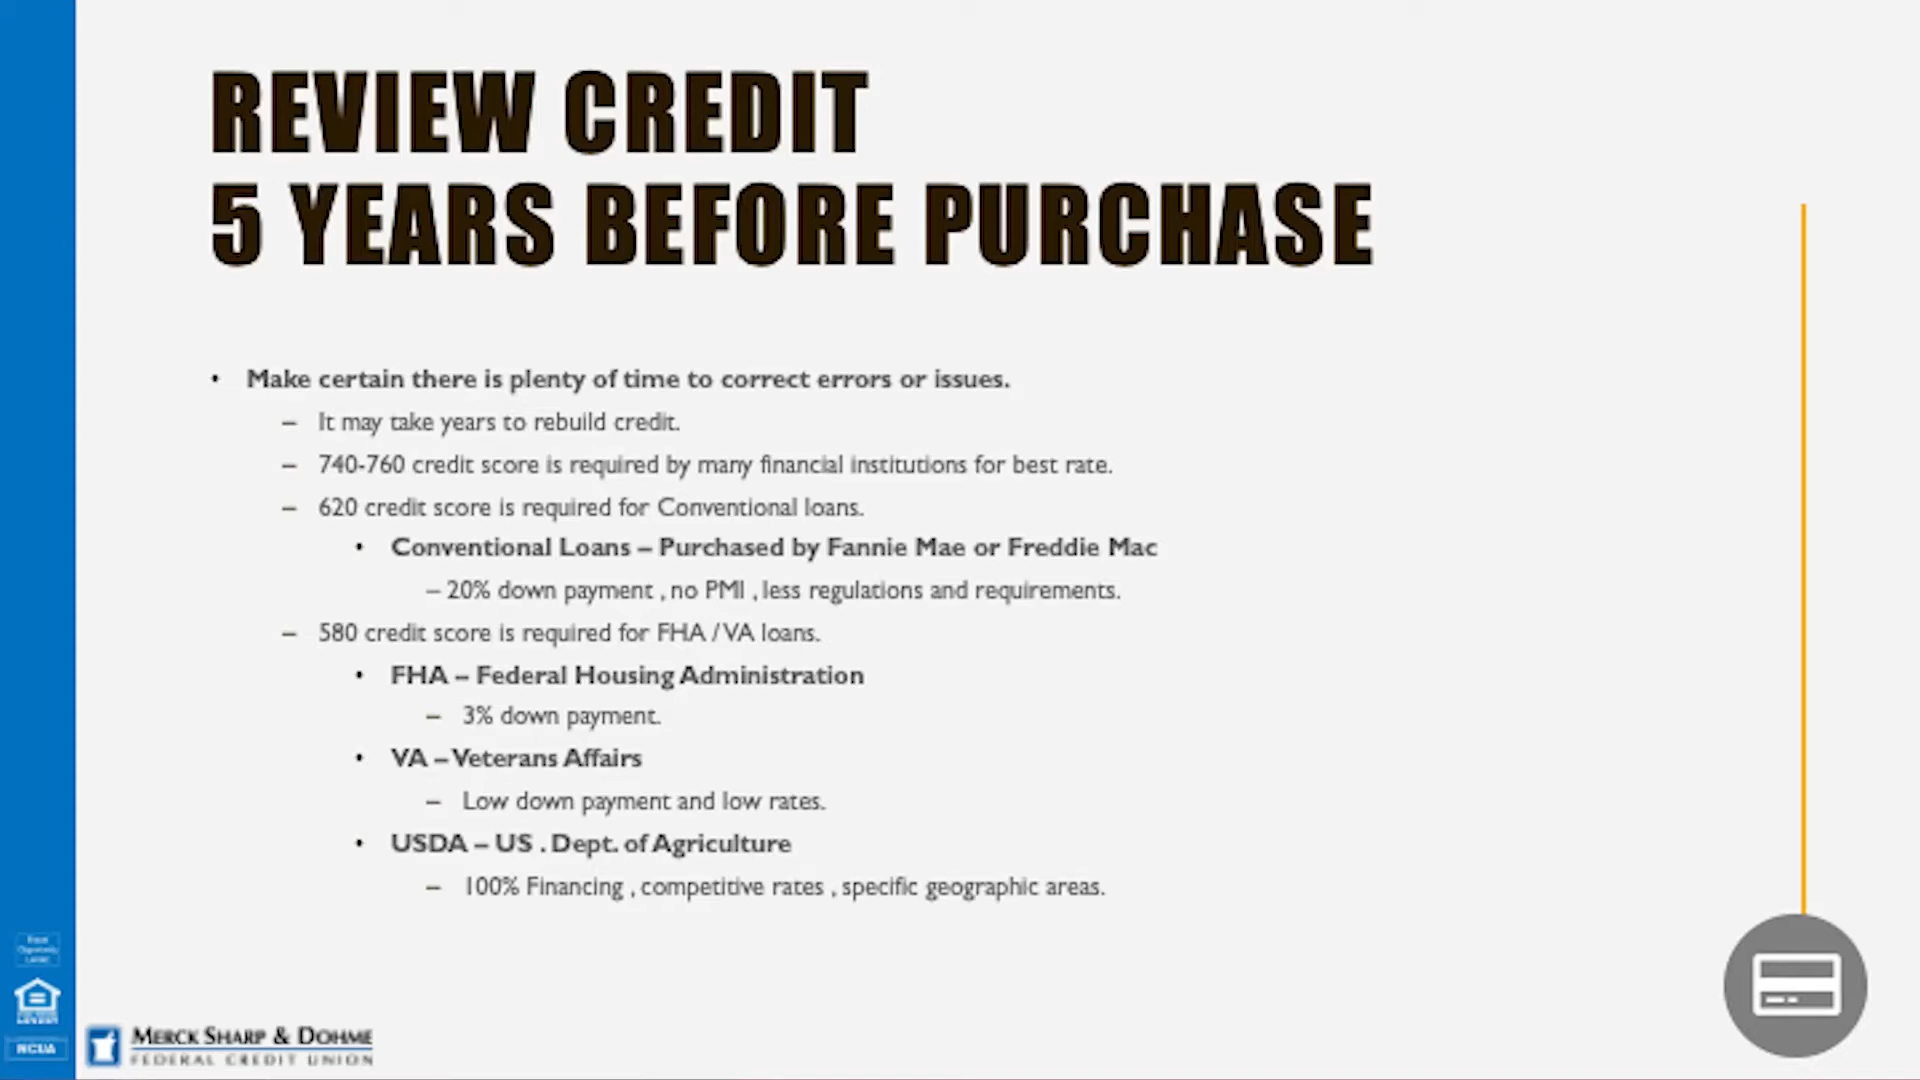 REVIEW CREDIT
5 YEARS BEFORE PURCHASE
• Make certain there is plenty of time to correct errors or issues.
– It may take years to rebuild credit.
– 740-760 credit score is required by many financial institutions for best rate.
– 620 credit score is required for Conventional loans.
• Conventional Loans – Purchased by Fannie Mae or Freddie Mac
– 20% down payment , no PMI , less regulations and requirements.
– 580 credit score is required for FHA / VA loans.
• FHA – Federal Housing Administration
– 3% down payment.
• VA – Veterans Affairs
– Low down payment and low rates.
• USDA – US . Dept. of Agriculture
– 100% Financing , competitive rates , specific geographic areas.
Equal
Opportunity
Lender
NCUA
MERCK SHARP & DOHME
FEDERAL CREDIT UNION